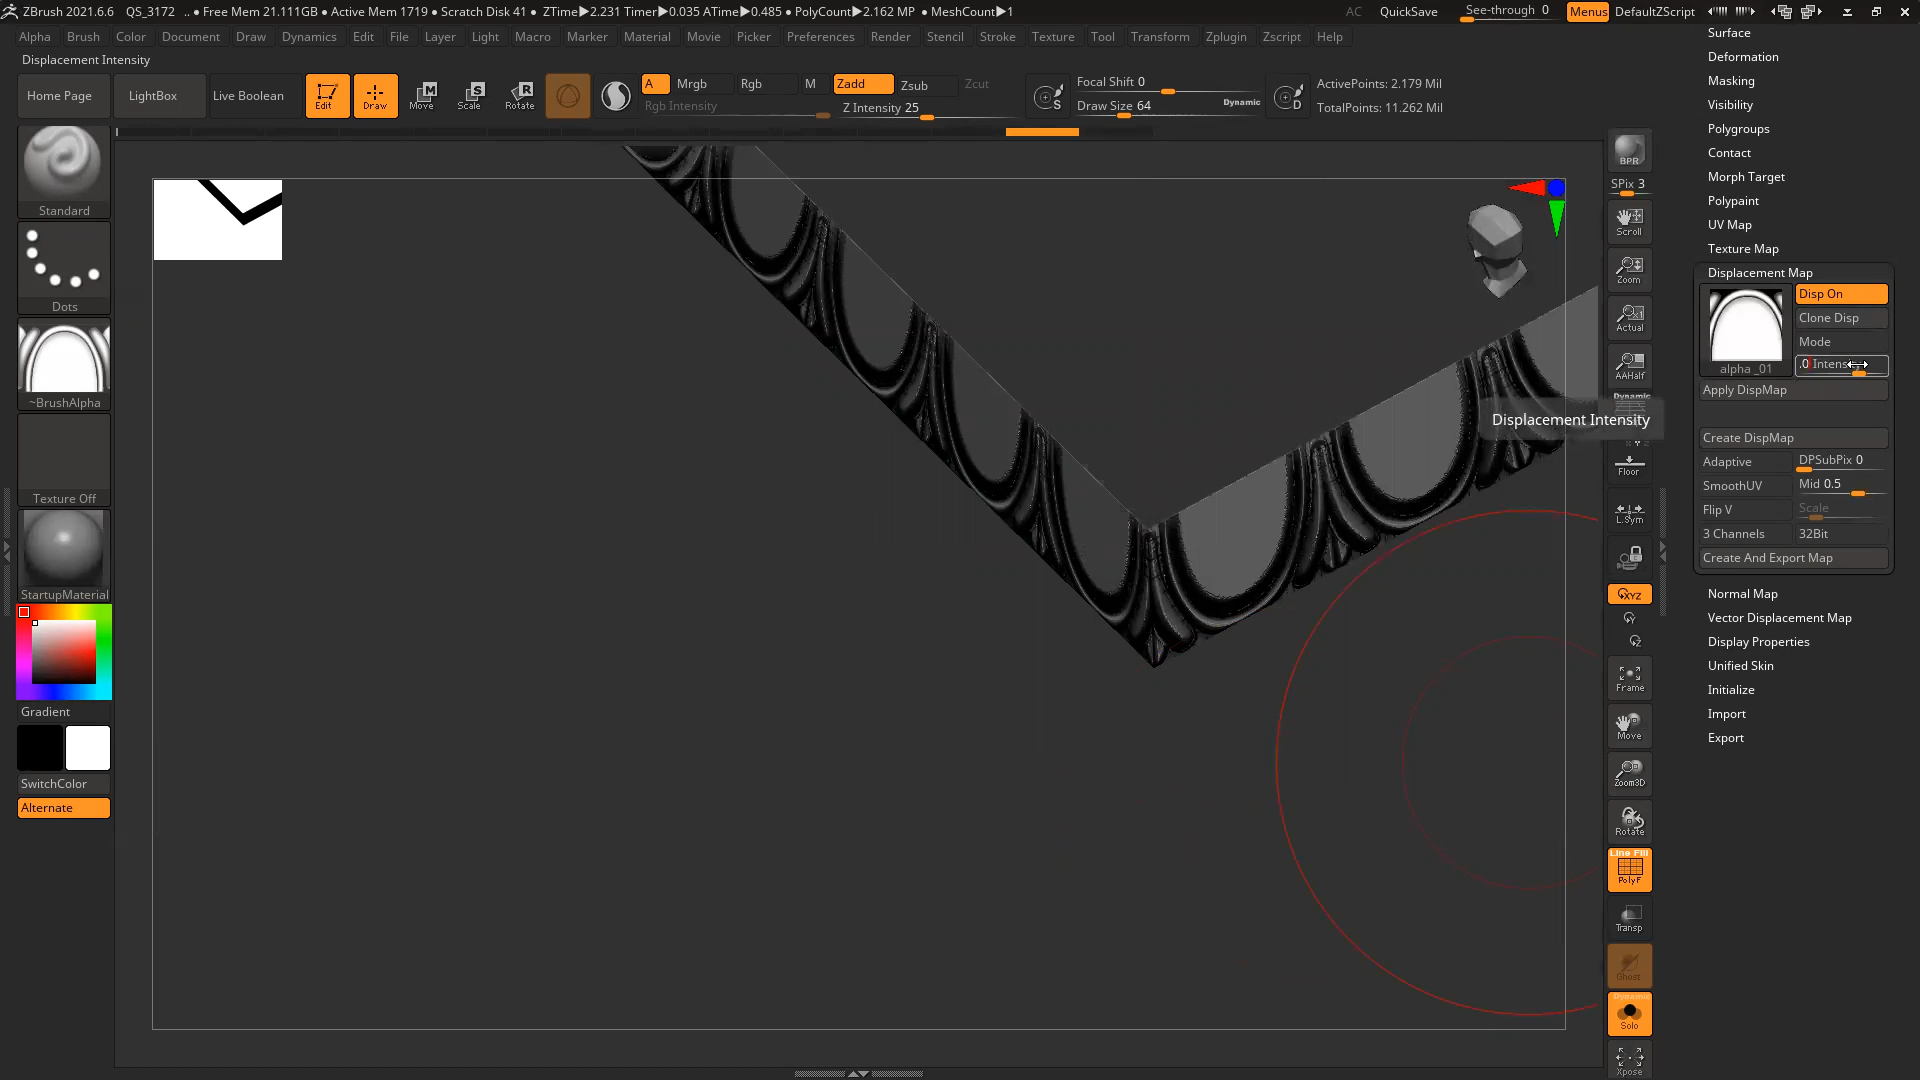 ZBrush 2021.6.6 QS_3172 .. ● Free Mem 21.111GB ● Active Mem 1719 ● Scratch Disk 41 ● ZTime▶2.231 Timer▶0.035 ATime▶0.485 ● PolyCount▶2.162 MP ● MeshCount▶1 AC QuickSave See-through 0 Menus DefaultZScript
Alpha Brush Color Document Draw Dynamics Edit File Layer Light Macro Marker Material Movie Picker Preferences Render Stencil Stroke Texture Tool Transform Zplugin Zscript Help
Displacement Intensity
Home Page LightBox Live Boolean Edit Draw Move Scale Rotate
A Mrgb Rgb M Zadd Zsub Zcut
Rgb Intensity Z Intensity 25
Focal Shift 0
Draw Size 64 Dynamic
ActivePoints: 2.179 Mil
TotalPoints: 11.262 Mil
Standard
Dots
~BrushAlpha
Texture Off
StartupMaterial
Gradient
SwitchColor
Alternate
BPR
SPix 3
Scroll
Zoom
Actual
AAHalf
Dynamic
Floor
L.Sym
XYZ
Frame
Move
Zoom3D
Rotate
Line Fill
PolyF
Transp
Ghost
Dynamic
Solo
Xpose
Surface
Deformation
Masking
Visibility
Polygroups
Contact
Morph Target
Polypaint
UV Map
Texture Map
Displacement Map
Disp On
Clone Disp
Mode
alpha _01
Apply DispMap
Displacement Intensity
Create DispMap
Adaptive DPSubPix 0
SmoothUV Mid 0.5
Flip V Scale
3 Channels 32Bit
Create And Export Map
Normal Map
Vector Displacement Map
Display Properties
Unified Skin
Initialize
Import
Export